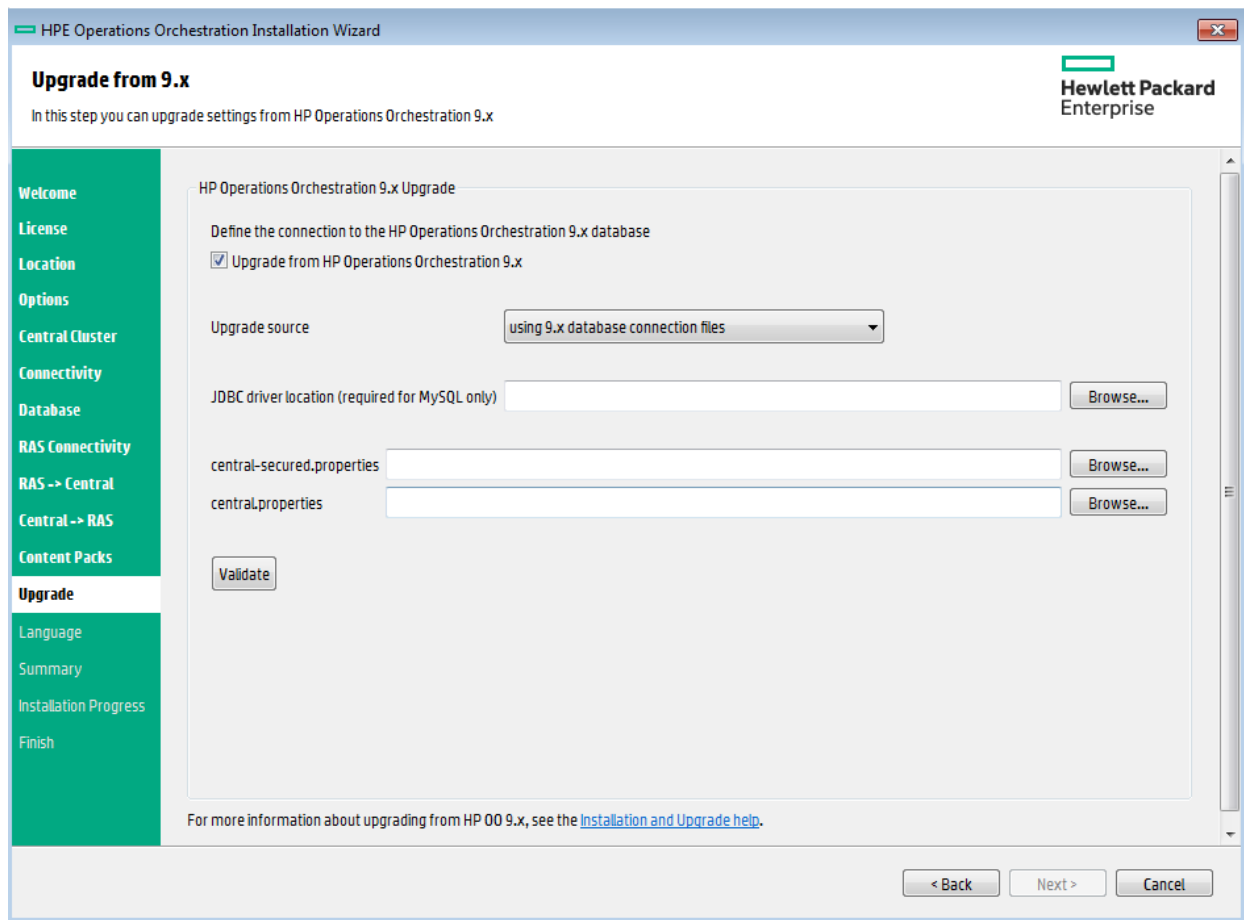 HPE Operations Orchestration Installation Wizard
Upgrade from 9.x
In this step you can upgrade settings from HP Operations Orchestration 9.x
Hewlett Packard
Enterprise
Welcome
License
Location
Options
Central Cluster
Connectivity
Database
RAS Connectivity
RAS -> Central
Central -> RAS
Content Packs
Upgrade
Language
Summary
Installation Progress
Finish
HP Operations Orchestration 9.x Upgrade
Define the connection to the HP Operations Orchestration 9.x database
Upgrade from HP Operations Orchestration 9.x
Upgrade source using 9.x database connection files
JDBC driver location (required for MySQL only) Browse...
central-secured.properties Browse...
central.properties Browse...
Validate
For more information about upgrading from HP OO 9.x, see the Installation and Upgrade help.
< Back Next > Cancel